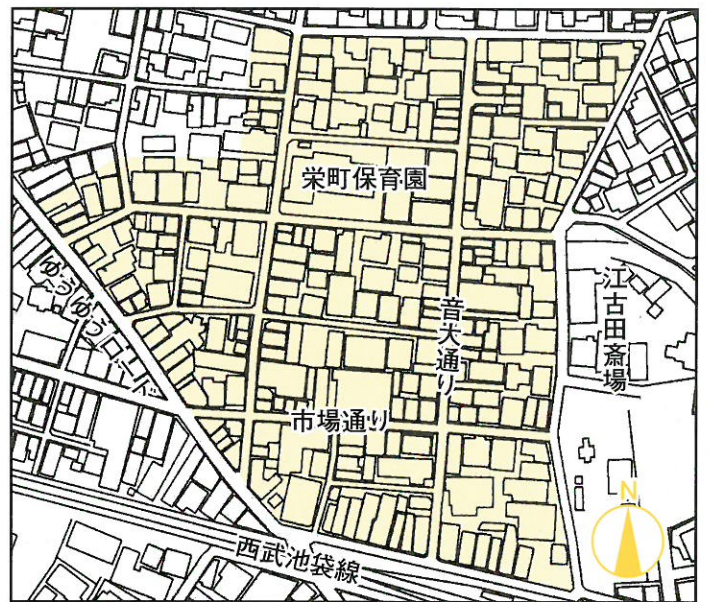 栄町保育園
ゆうゆうロード
音大通り
江古田斎場
市場通り
西武池袋線
N